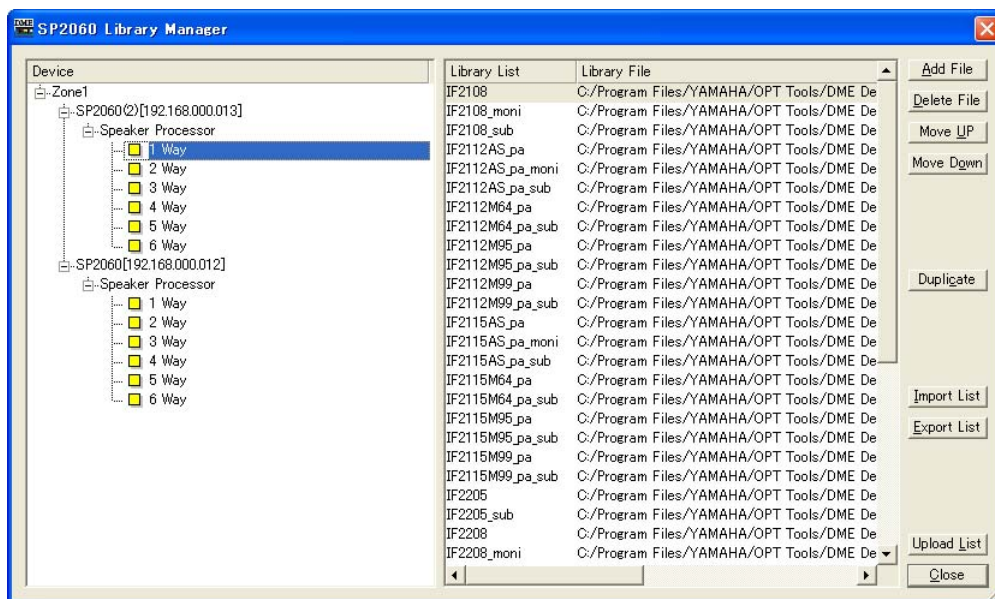 DME SP2060 Library Manager
Device
Zone1
SP2060(2)[192.168.000.013]
Speaker Processor
1 Way
2 Way
3 Way
4 Way
5 Way
6 Way
SP2060[192.168.000.012]
Speaker Processor
1 Way
2 Way
3 Way
4 Way
5 Way
6 Way
Library List Library File
IF2108 C:/Program Files/YAMAHA/OPT Tools/DME De
IF2108_moni C:/Program Files/YAMAHA/OPT Tools/DME De
IF2108_sub C:/Program Files/YAMAHA/OPT Tools/DME De
IF2112AS_pa C:/Program Files/YAMAHA/OPT Tools/DME De
IF2112AS_pa_moni C:/Program Files/YAMAHA/OPT Tools/DME De
IF2112AS_pa_sub C:/Program Files/YAMAHA/OPT Tools/DME De
IF2112M64_pa C:/Program Files/YAMAHA/OPT Tools/DME De
IF2112M64_pa_sub C:/Program Files/YAMAHA/OPT Tools/DME De
IF2112M95_pa C:/Program Files/YAMAHA/OPT Tools/DME De
IF2112M95_pa_sub C:/Program Files/YAMAHA/OPT Tools/DME De
IF2112M99_pa C:/Program Files/YAMAHA/OPT Tools/DME De
IF2112M99_pa_sub C:/Program Files/YAMAHA/OPT Tools/DME De
IF2115AS_pa C:/Program Files/YAMAHA/OPT Tools/DME De
IF2115AS_pa_moni C:/Program Files/YAMAHA/OPT Tools/DME De
IF2115AS_pa_sub C:/Program Files/YAMAHA/OPT Tools/DME De
IF2115M64_pa C:/Program Files/YAMAHA/OPT Tools/DME De
IF2115M64_pa_sub C:/Program Files/YAMAHA/OPT Tools/DME De
IF2115M95_pa C:/Program Files/YAMAHA/OPT Tools/DME De
IF2115M95_pa_sub C:/Program Files/YAMAHA/OPT Tools/DME De
IF2115M99_pa C:/Program Files/YAMAHA/OPT Tools/DME De
IF2115M99_pa_sub C:/Program Files/YAMAHA/OPT Tools/DME De
IF2205 C:/Program Files/YAMAHA/OPT Tools/DME De
IF2205_sub C:/Program Files/YAMAHA/OPT Tools/DME De
IF2208 C:/Program Files/YAMAHA/OPT Tools/DME De
IF2208_moni C:/Program Files/YAMAHA/OPT Tools/DME De
Add File
Delete File
Move UP
Move Down
Duplicate
Import List
Export List
Upload List
Close